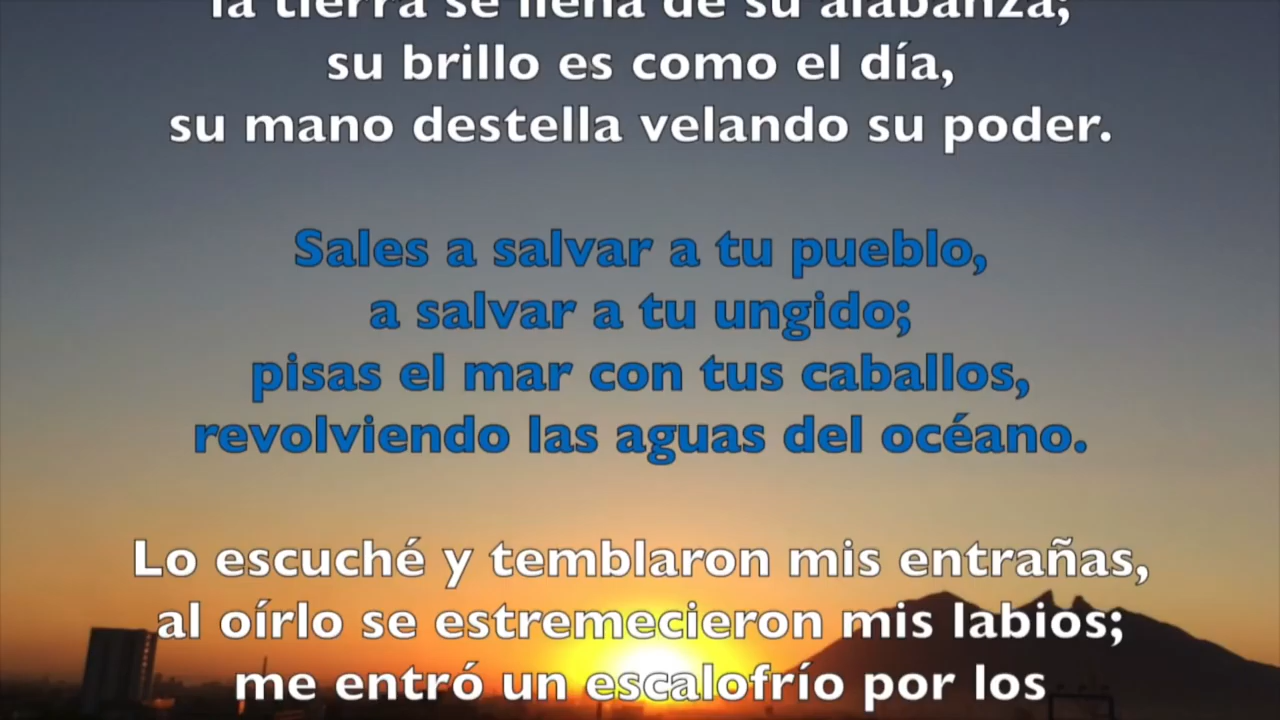 la tierra se llena de su alabanza;
su brillo es como el día,
su mano destella velando su poder.
Sales a salvar a tu pueblo,
a salvar a tu ungido;
pisas el mar con tus caballos,
revolviendo las aguas del océano.
Lo escuché y temblaron mis entrañas,
al oírlo se estremecieron mis labios;
me entró un escalofrío por los